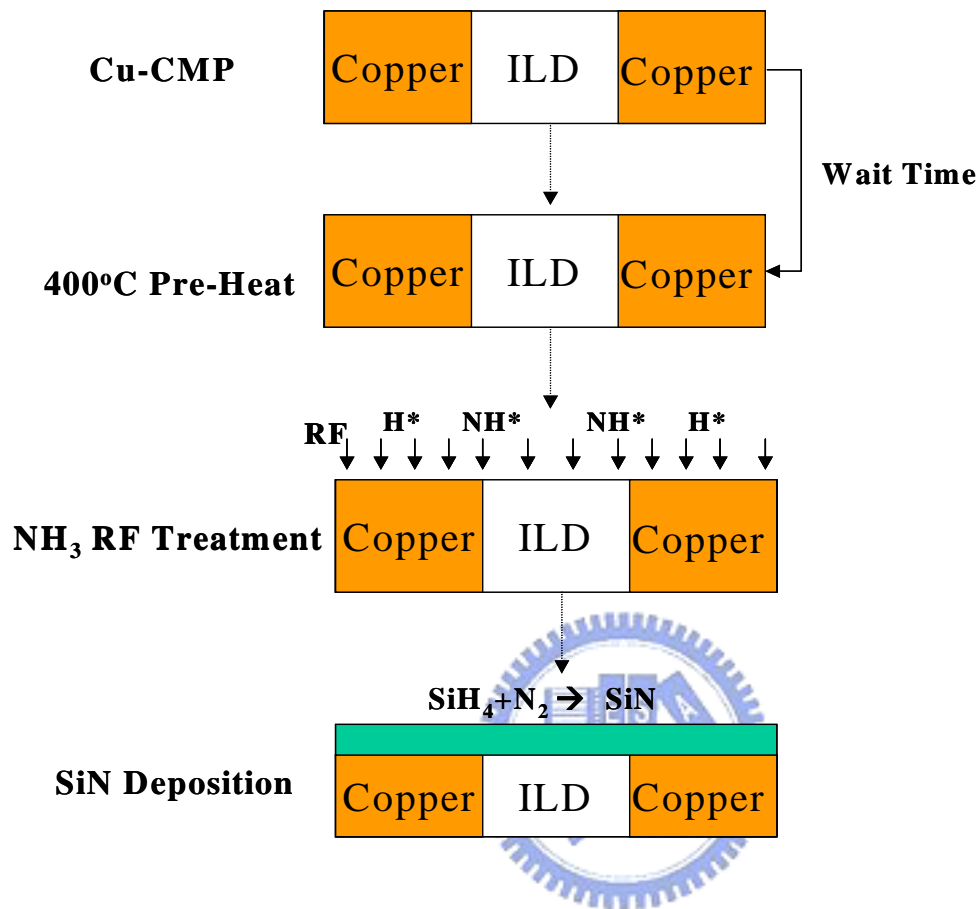 Cu-CMP
Copper ILD Copper
Wait Time
400°C Pre-Heat
Copper ILD Copper
RF H* NH* NH* H*
NH₃ RF Treatment
Copper ILD Copper
SiH₄+N₂ → SiN
SiN Deposition
Copper ILD Copper